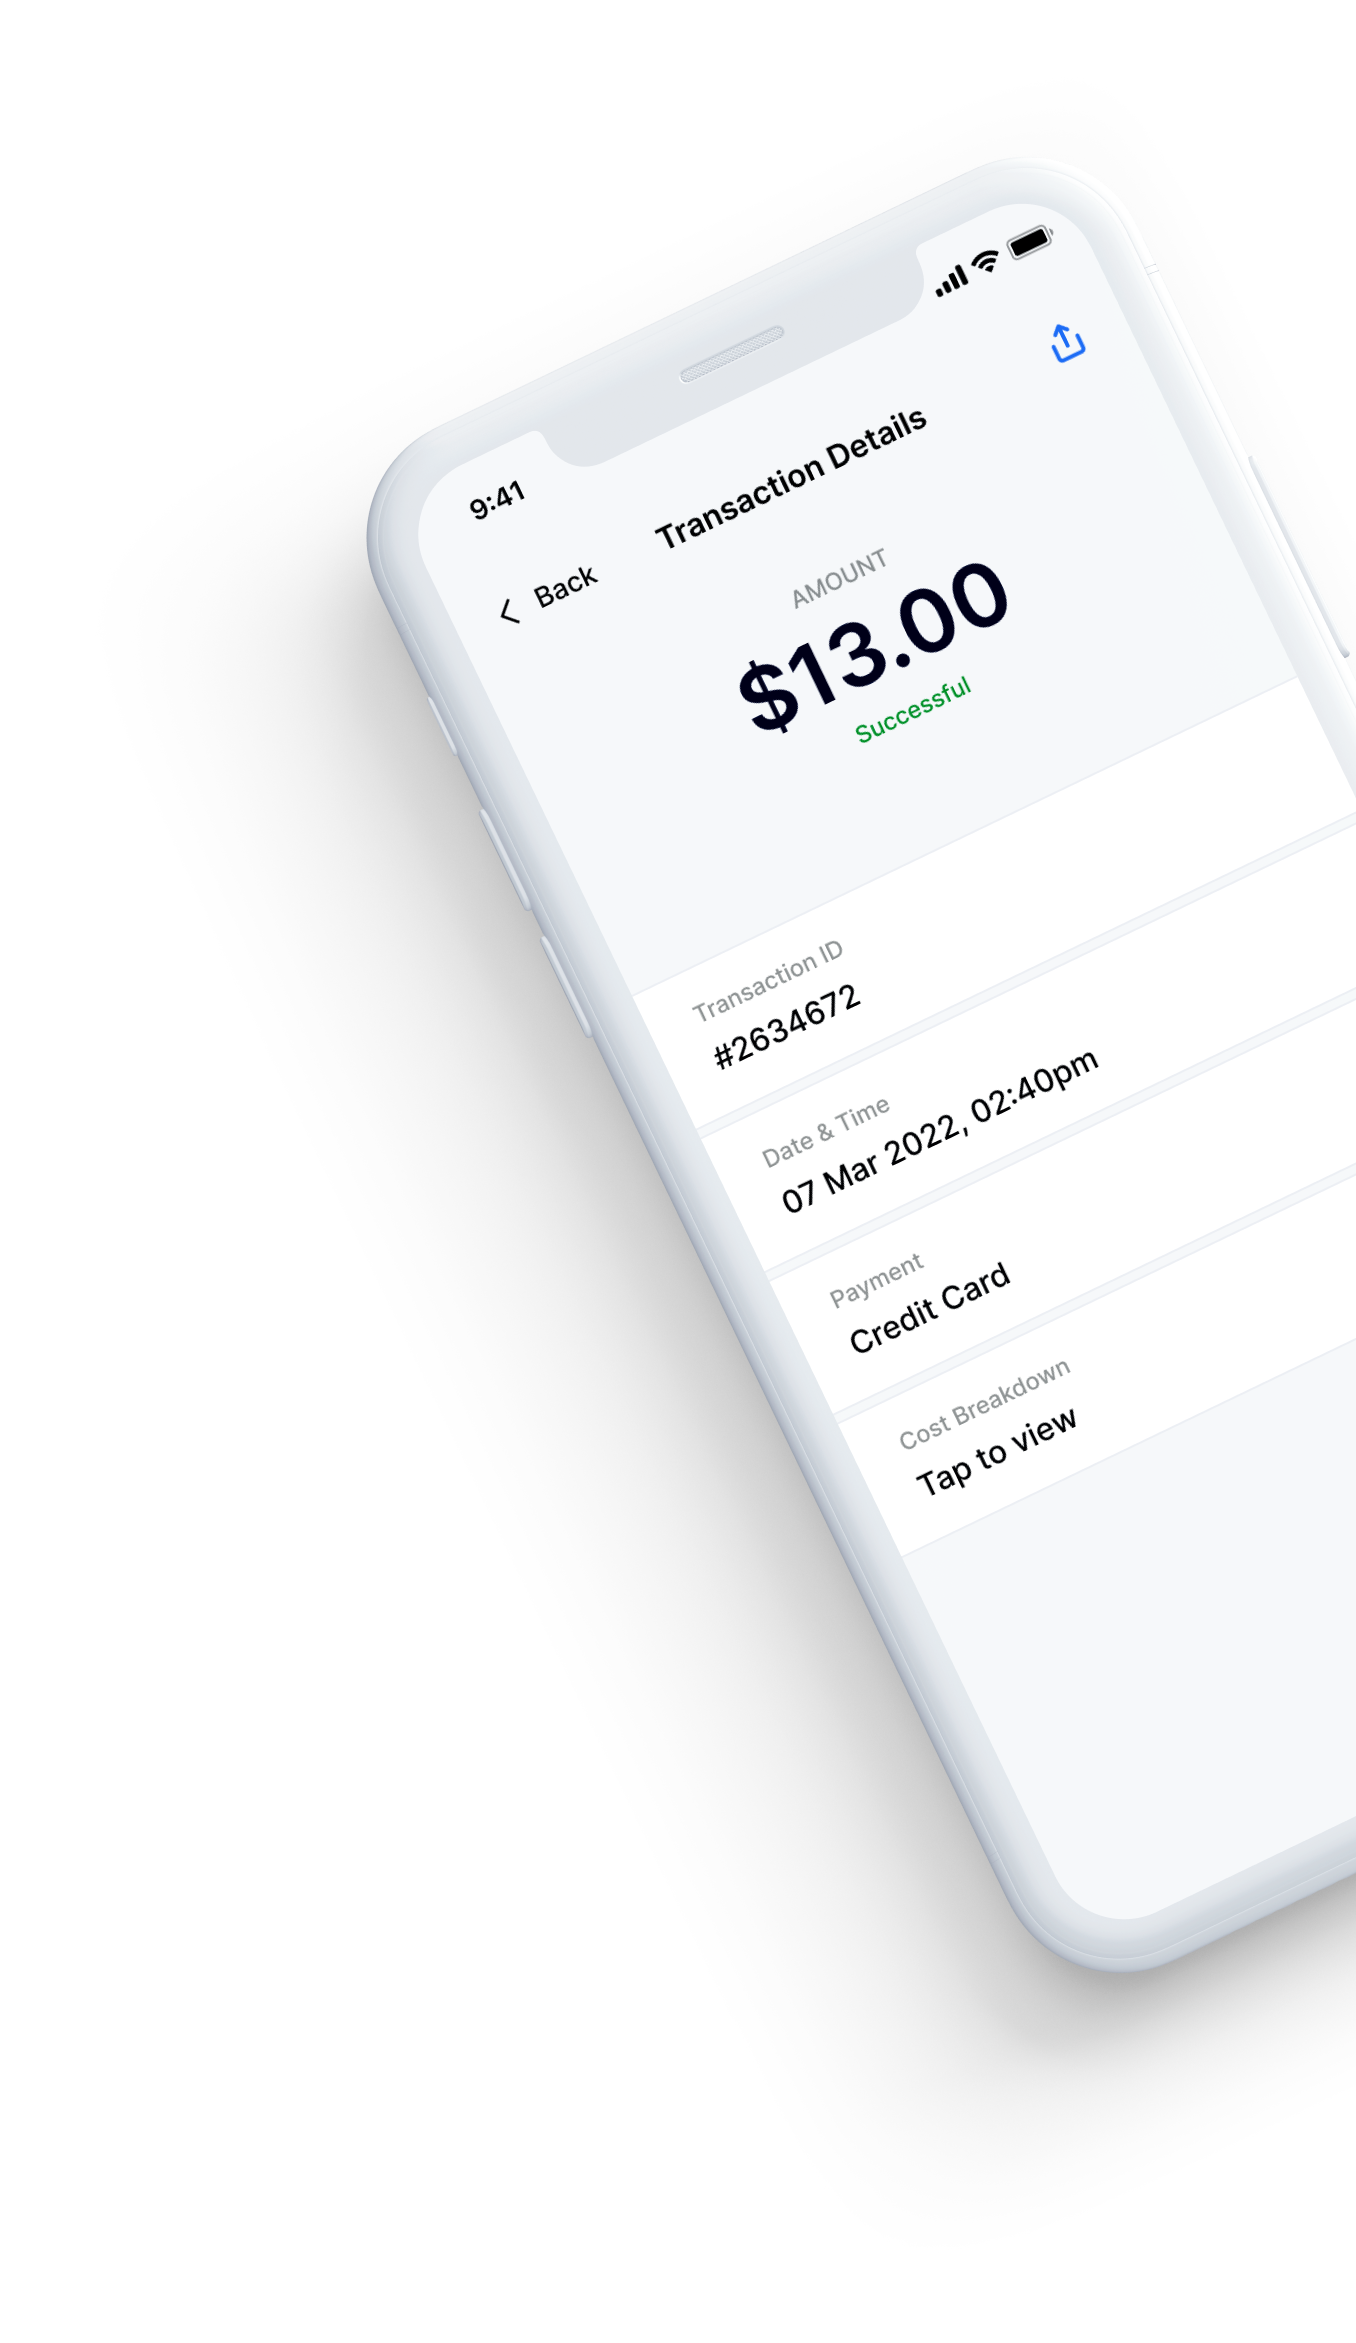 9:41
Back
Transaction Details
AMOUNT
$13.00
Successful
Transaction ID
#2634672
Date & Time
07 Mar 2022, 02:40pm
Payment
Credit Card
Cost Breakdown
Tap to view